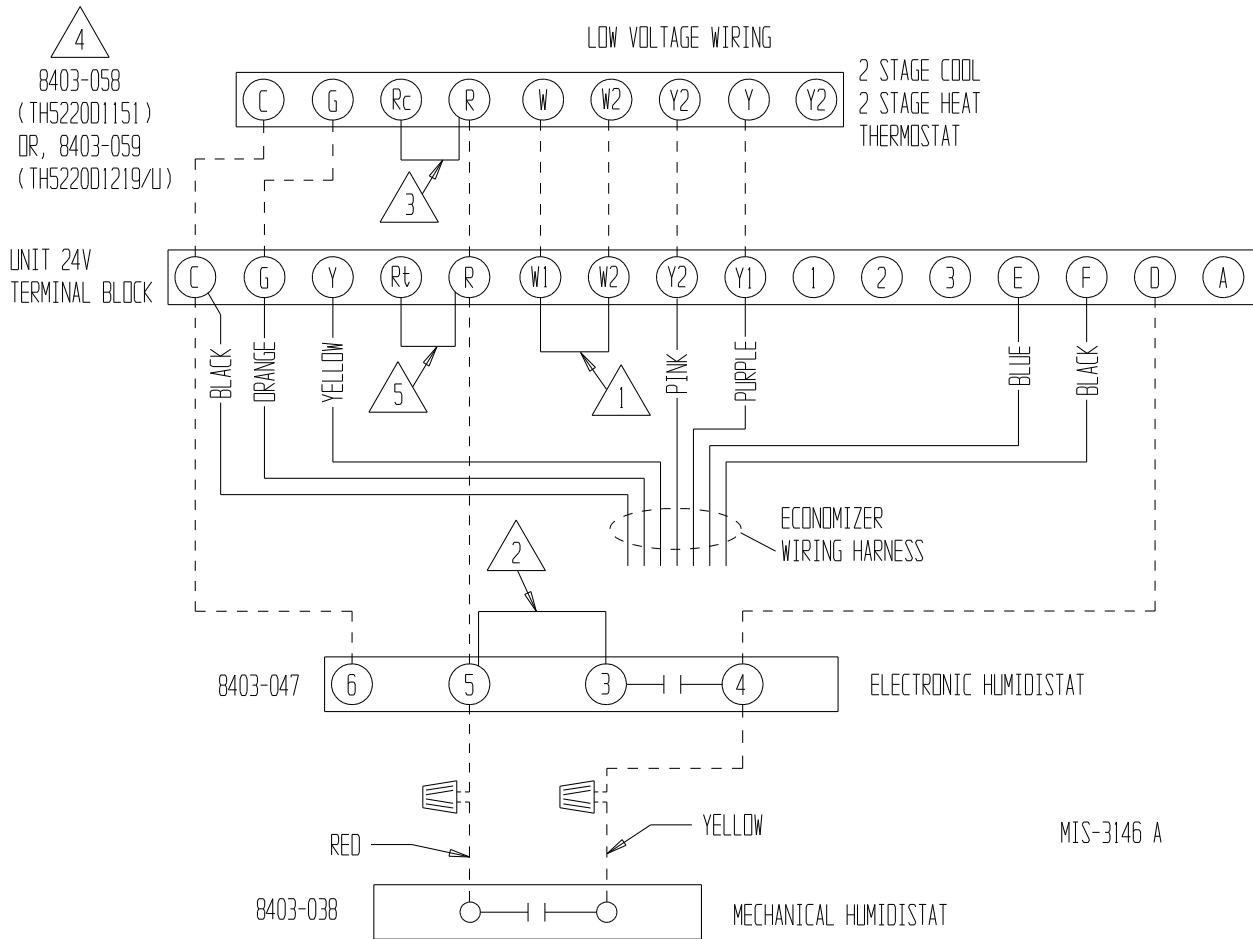 LOW VOLTAGE WIRING
4
8403-058
(TH5220D1151)
OR, 8403-059
(TH5220D1219/U)
C G Rc R W W2 Y2 Y Y2
2 STAGE COOL
2 STAGE HEAT
THERMOSTAT
3
UNIT 24V
TERMINAL BLOCK
C G Y Rt R W1 W2 Y2 Y1 1 2 3 E F D A
BLACK
ORANGE
YELLOW
5
1
PINK
PURPLE
BLUE
BLACK
ECONOMIZER
WIRING HARNESS
2
8403-047
6 5 3 4
ELECTRONIC HUMIDISTAT
RED
YELLOW
MIS-3146 A
8403-038
MECHANICAL HUMIDISTAT